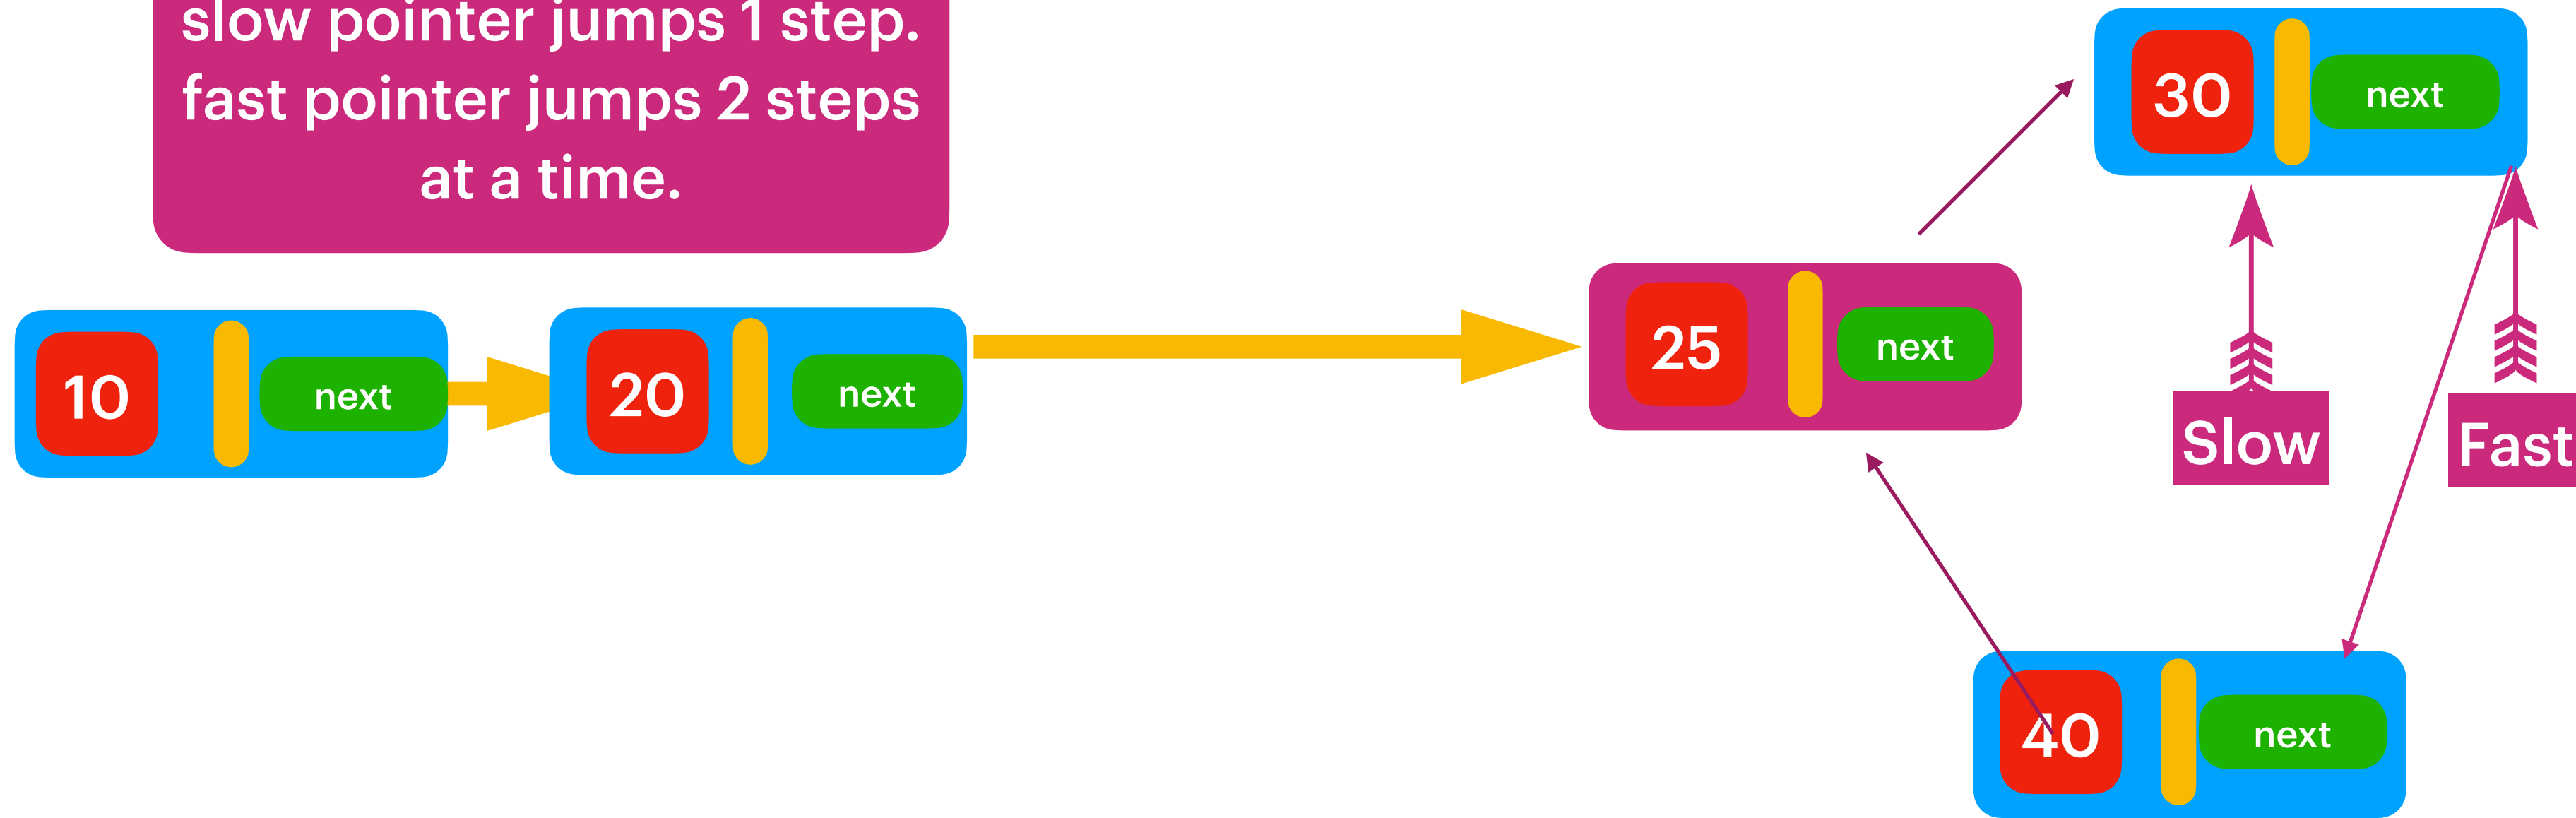 slow pointer jumps 1 step.
fast pointer jumps 2 steps
at a time.
30
next
25
next
10
next
20
next
Slow
Fast
40
next